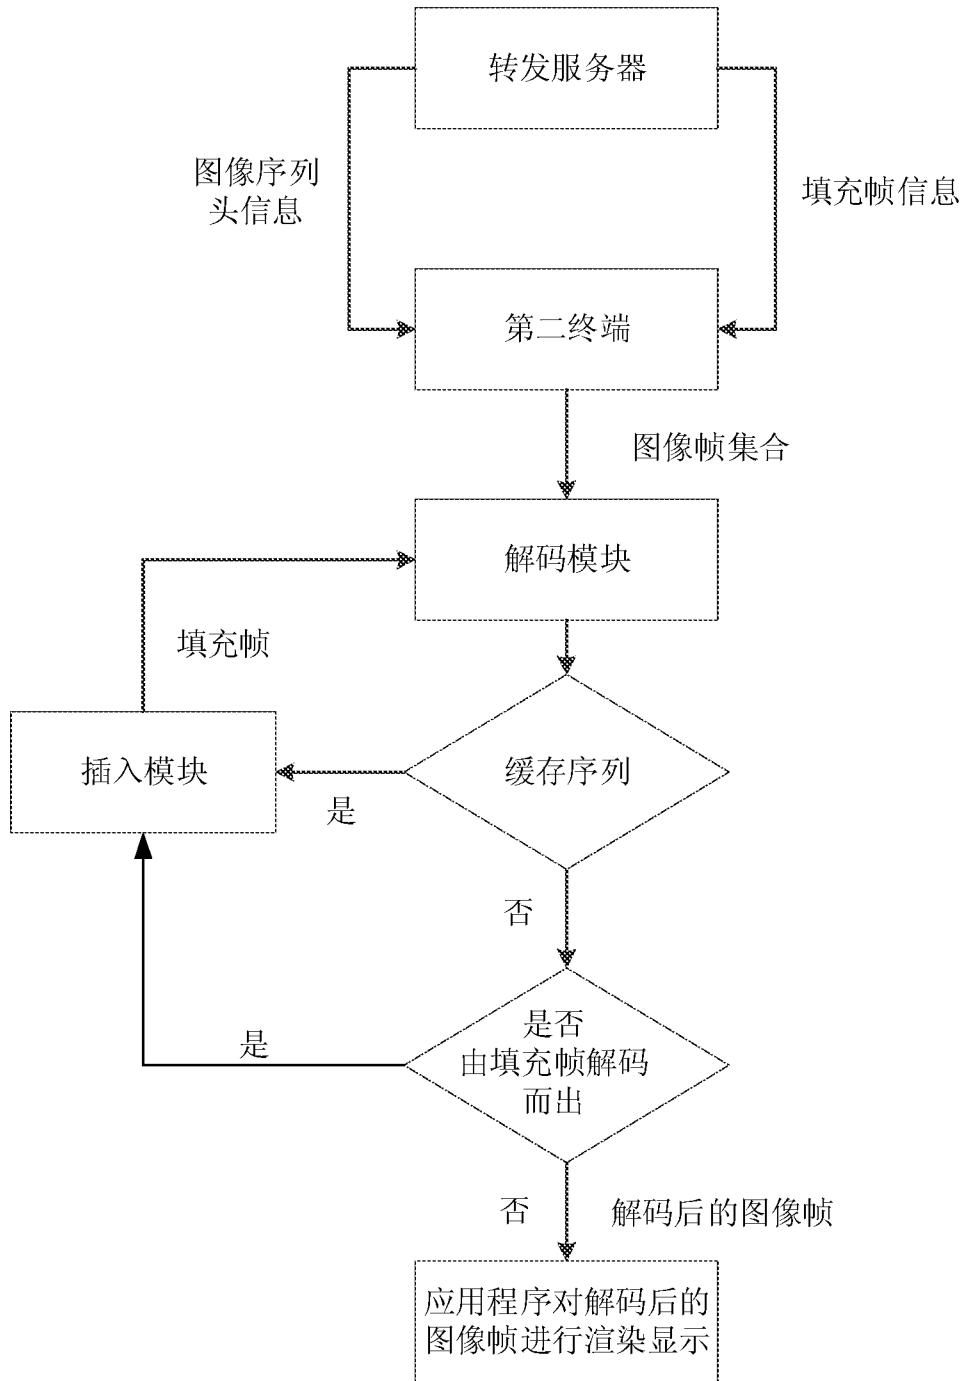 转发服务器
图像序列
头信息
填充帧信息
第二终端
图像帧集合
解码模块
填充帧
插入模块
缓存序列
是
否
是否
由填充帧解码
而出
是
否
解码后的图像帧
应用程序对解码后的
图像帧进行渲染显示